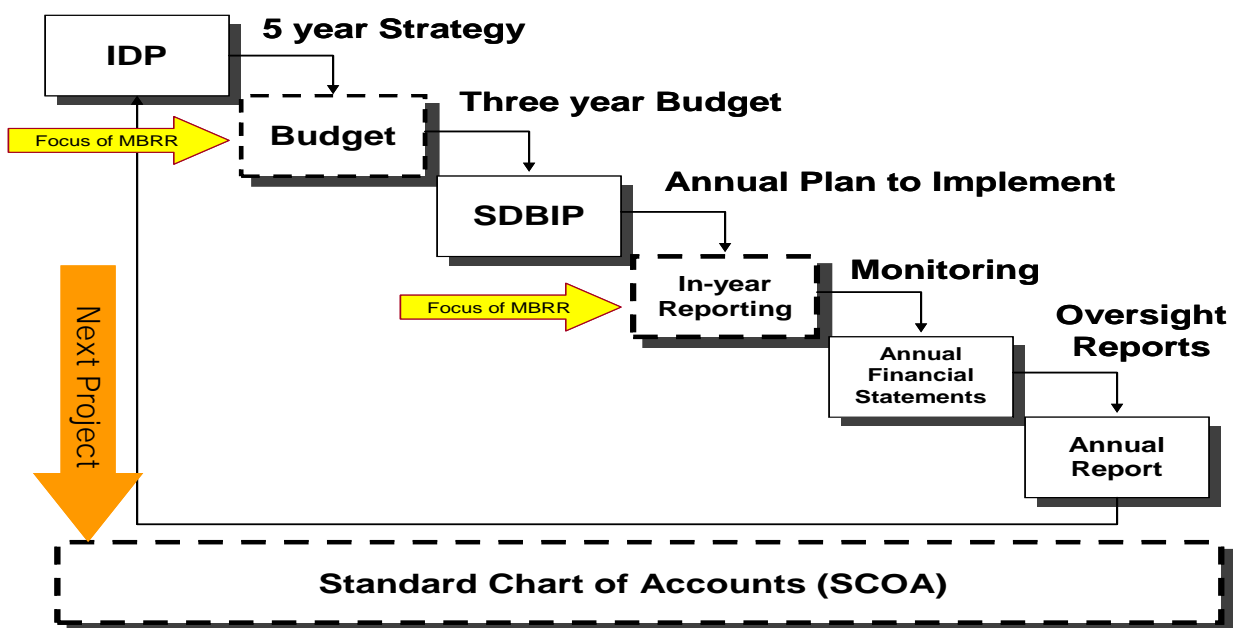 5 year Strategy
IDP
Three year Budget
Focus of MBRR
Budget
Annual Plan to Implement
SDBIP
Monitoring
In-year
Reporting
Focus of MBRR
Oversight
Reports
Next Project
Annual
Financial
Statements
Annual
Report
Standard Chart of Accounts (SCOA)